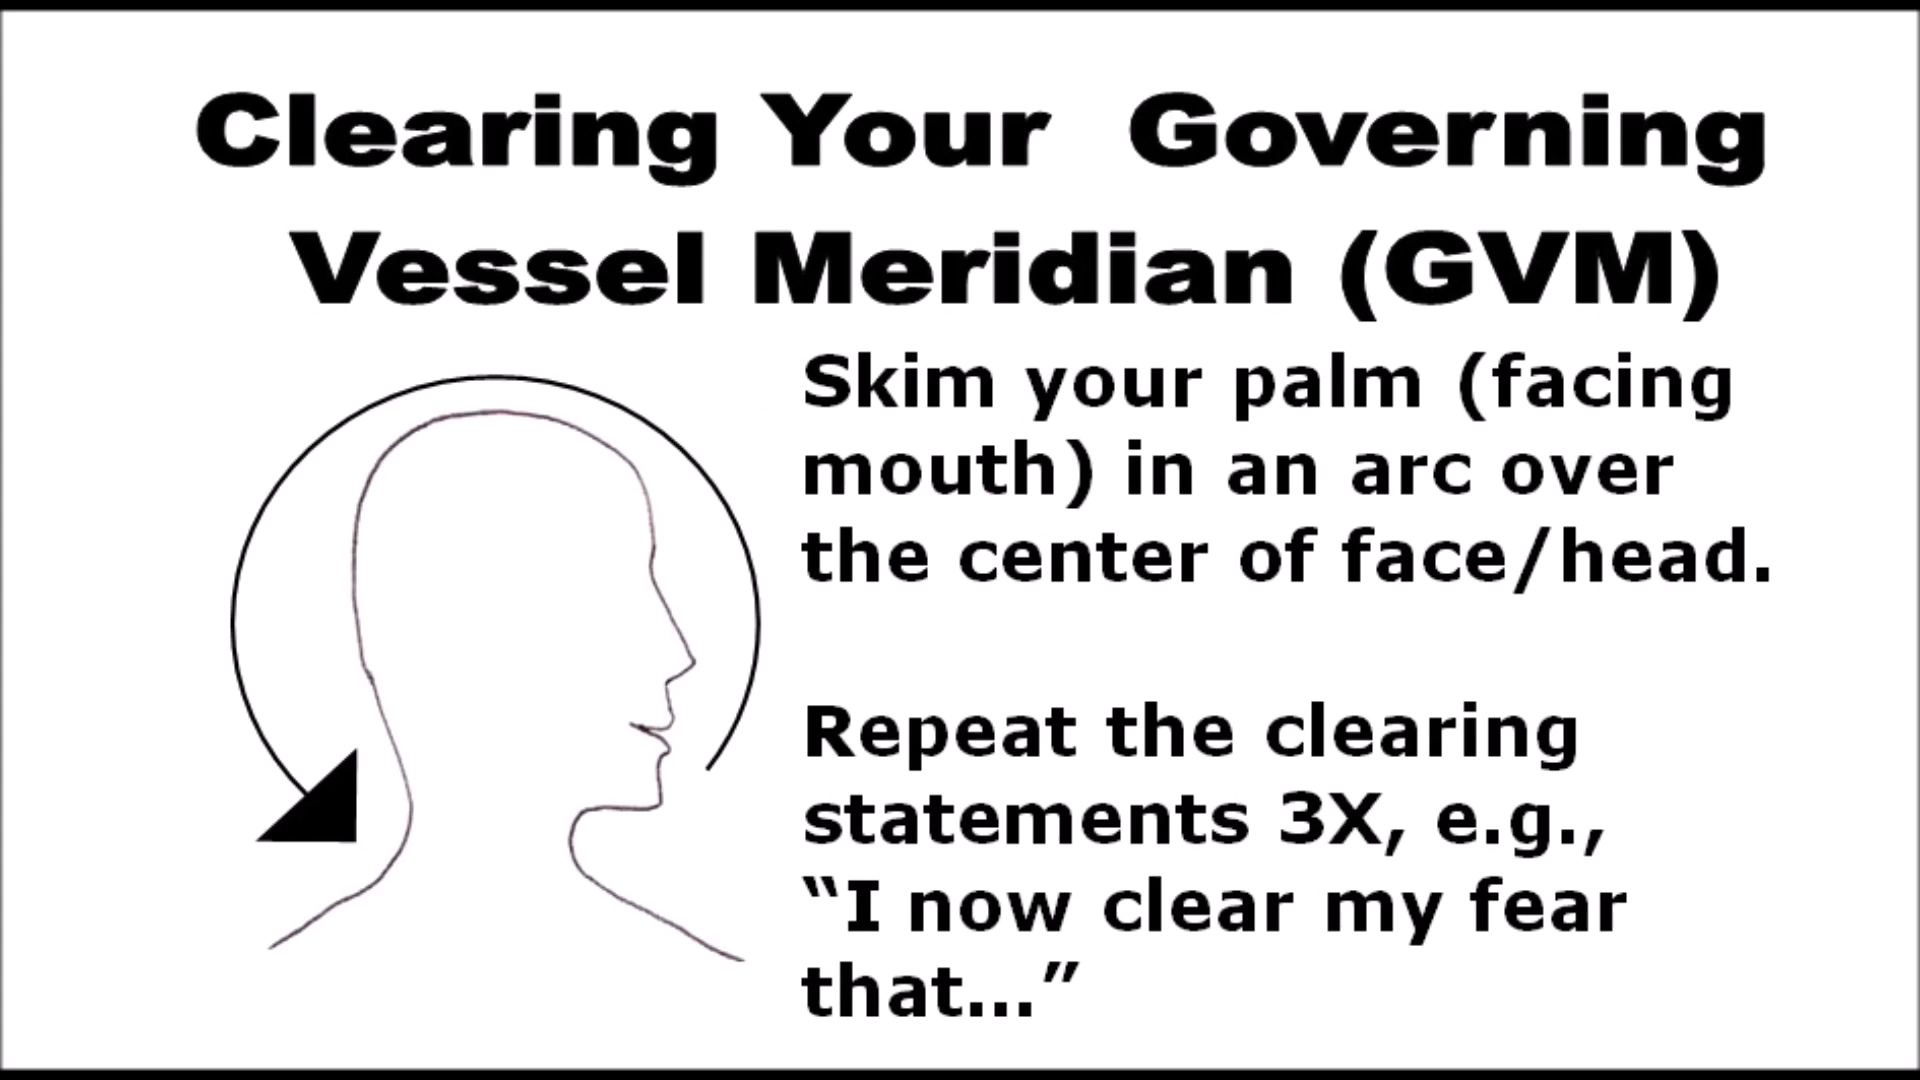 Clearing Your  Governing
Vessel Meridian (GVM)
Skim your palm (facing
mouth) in an arc over
the center of face/head.
Repeat the clearing
statements 3X, e.g.,
“I now clear my fear
that...”